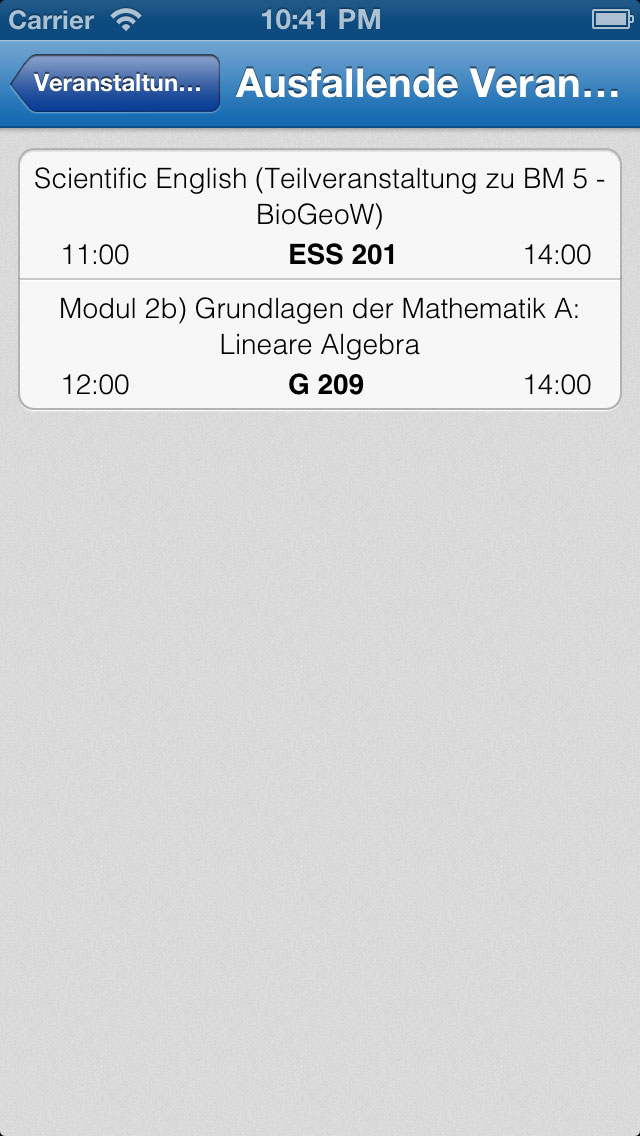 Carrier 10:41 PM
Veranstaltun... Ausfallende Veran...
Scientific English (Teilveranstaltung zu BM 5 -
BioGeoW)
11:00 ESS 201 14:00
Modul 2b) Grundlagen der Mathematik A:
Lineare Algebra
12:00 G 209 14:00